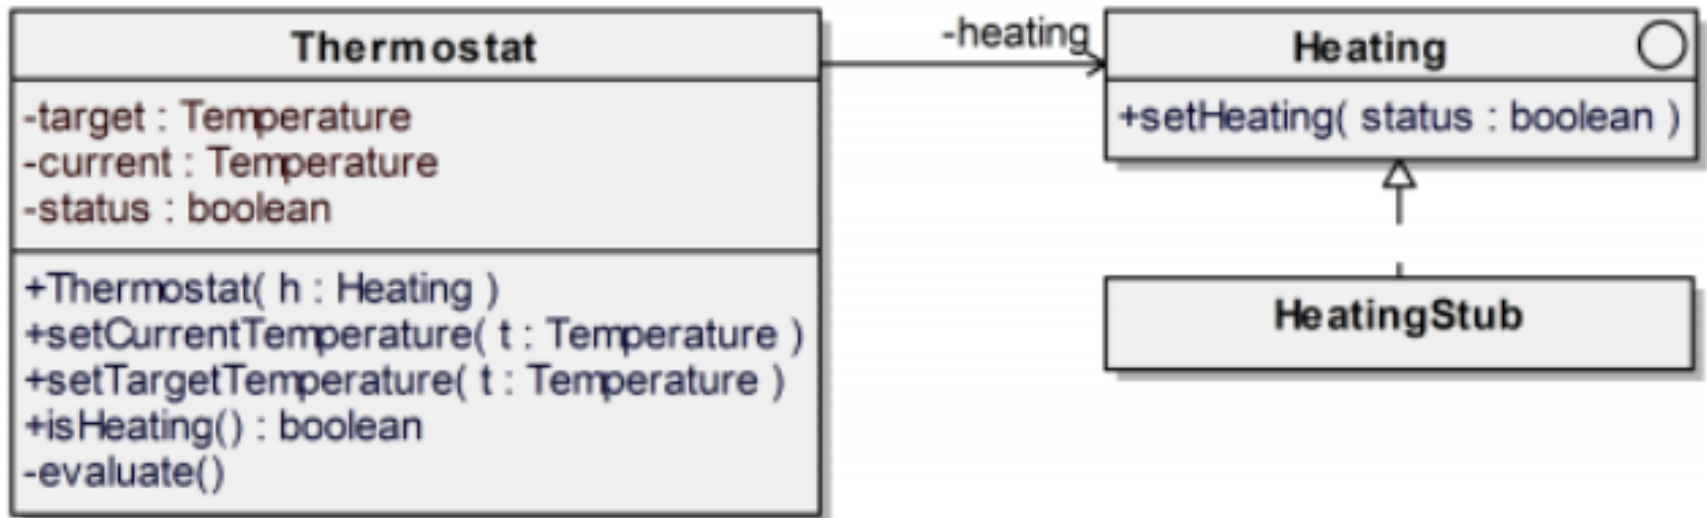 Thermostat
-target : Temperature
-current : Temperature
-status : boolean
+Thermostat( h : Heating )
+setCurrentTemperature( t : Temperature )
+setTargetTemperature( t : Temperature )
+isHeating() : boolean
-evaluate()
-heating
Heating
+setHeating( status : boolean )
HeatingStub